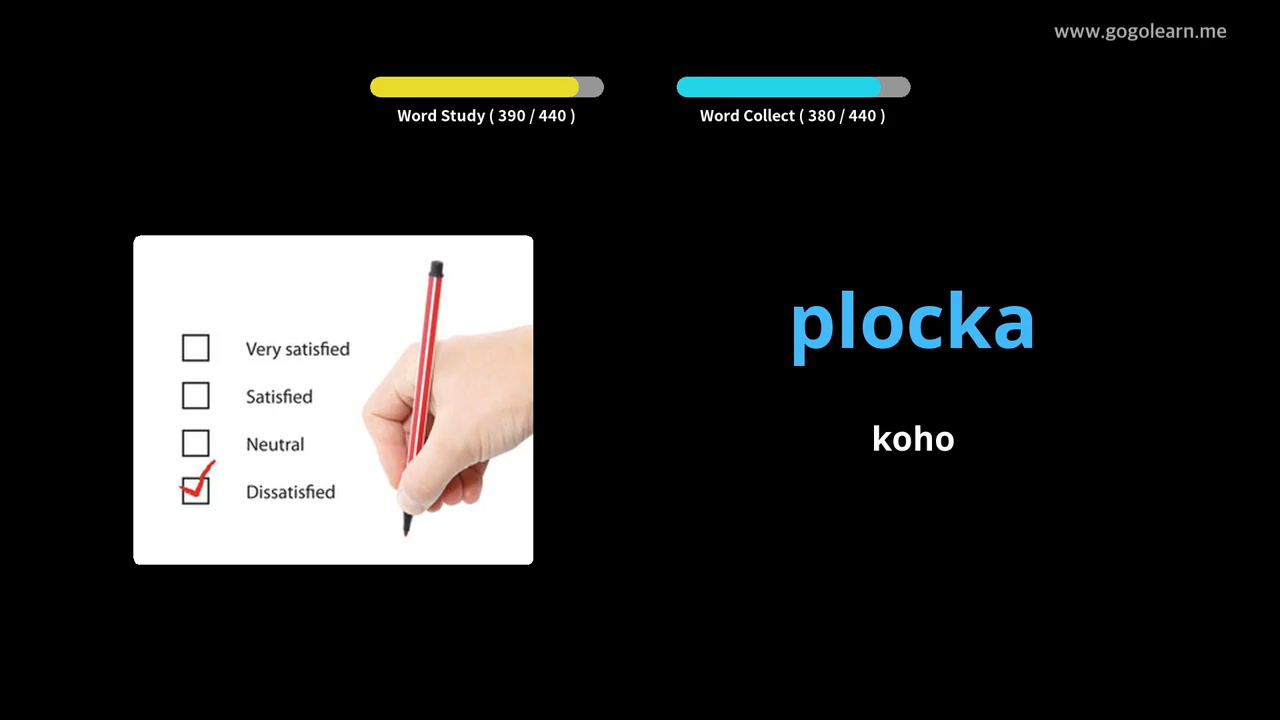 www.gogolearn.me
Word Study ( 390 / 440 )
Word Collect ( 380 / 440 )
Very satisfied
Satisfied
Neutral
Dissatisfied
plocka
koho